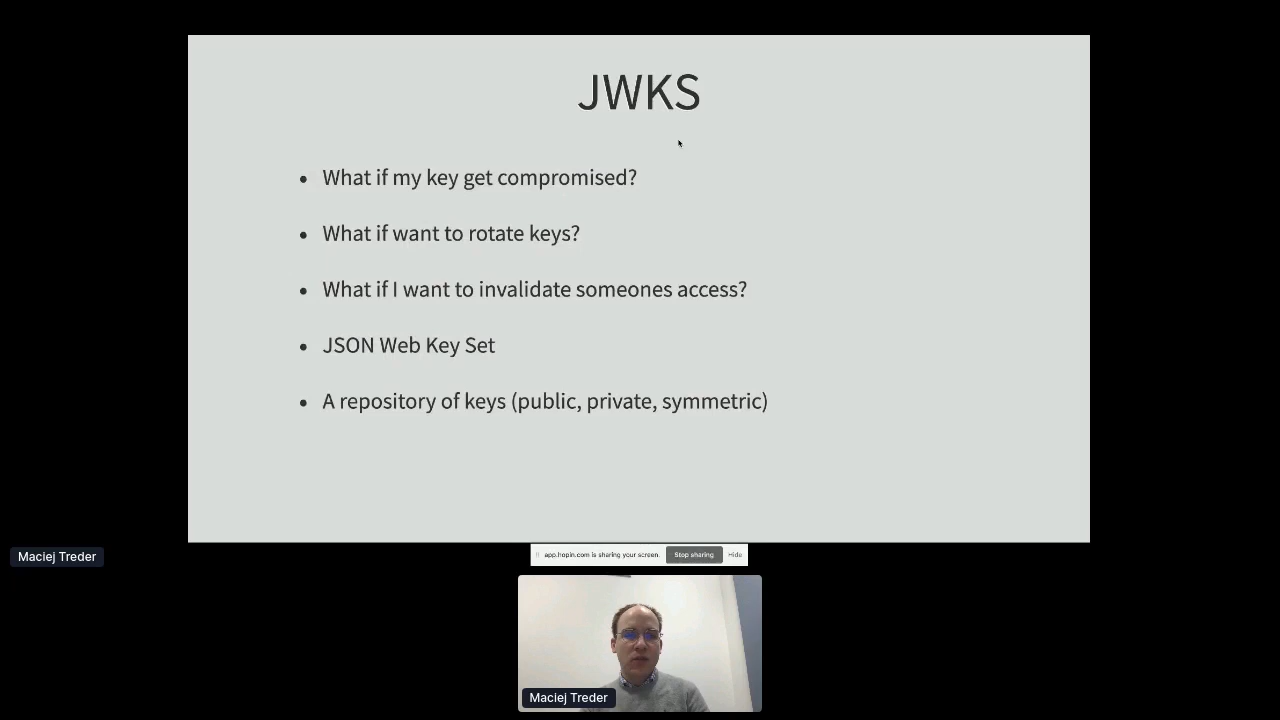 JWKS
What if my key get compromised?
What if want to rotate keys?
What if I want to invalidate someones access?
JSON Web Key Set
A repository of keys (public, private, symmetric)
Maciej Treder
app.hopin.com is sharing your screen.
Stop sharing
Hide
Maciej Treder